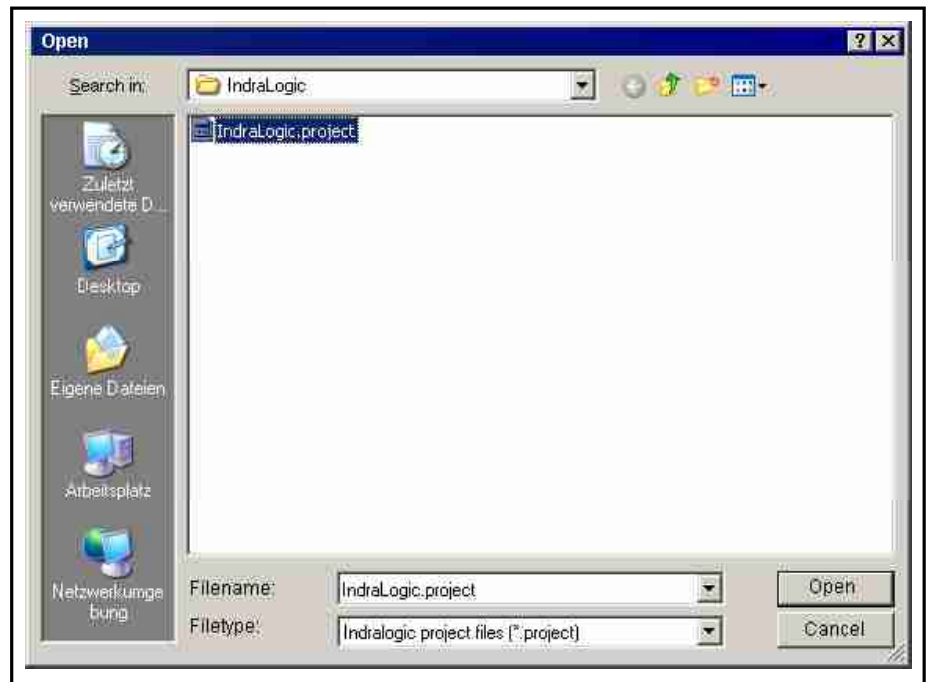 Open
Search in:
IndraLogic
IndraLogic.project
Zuletzt
verwendete D...
Desktop
Eigene Dateien
Arbeitsplatz
Netzwerkumge
bung
Filename:
IndraLogic.project
Open
Filetype:
Indralogic project files (*.project)
Cancel